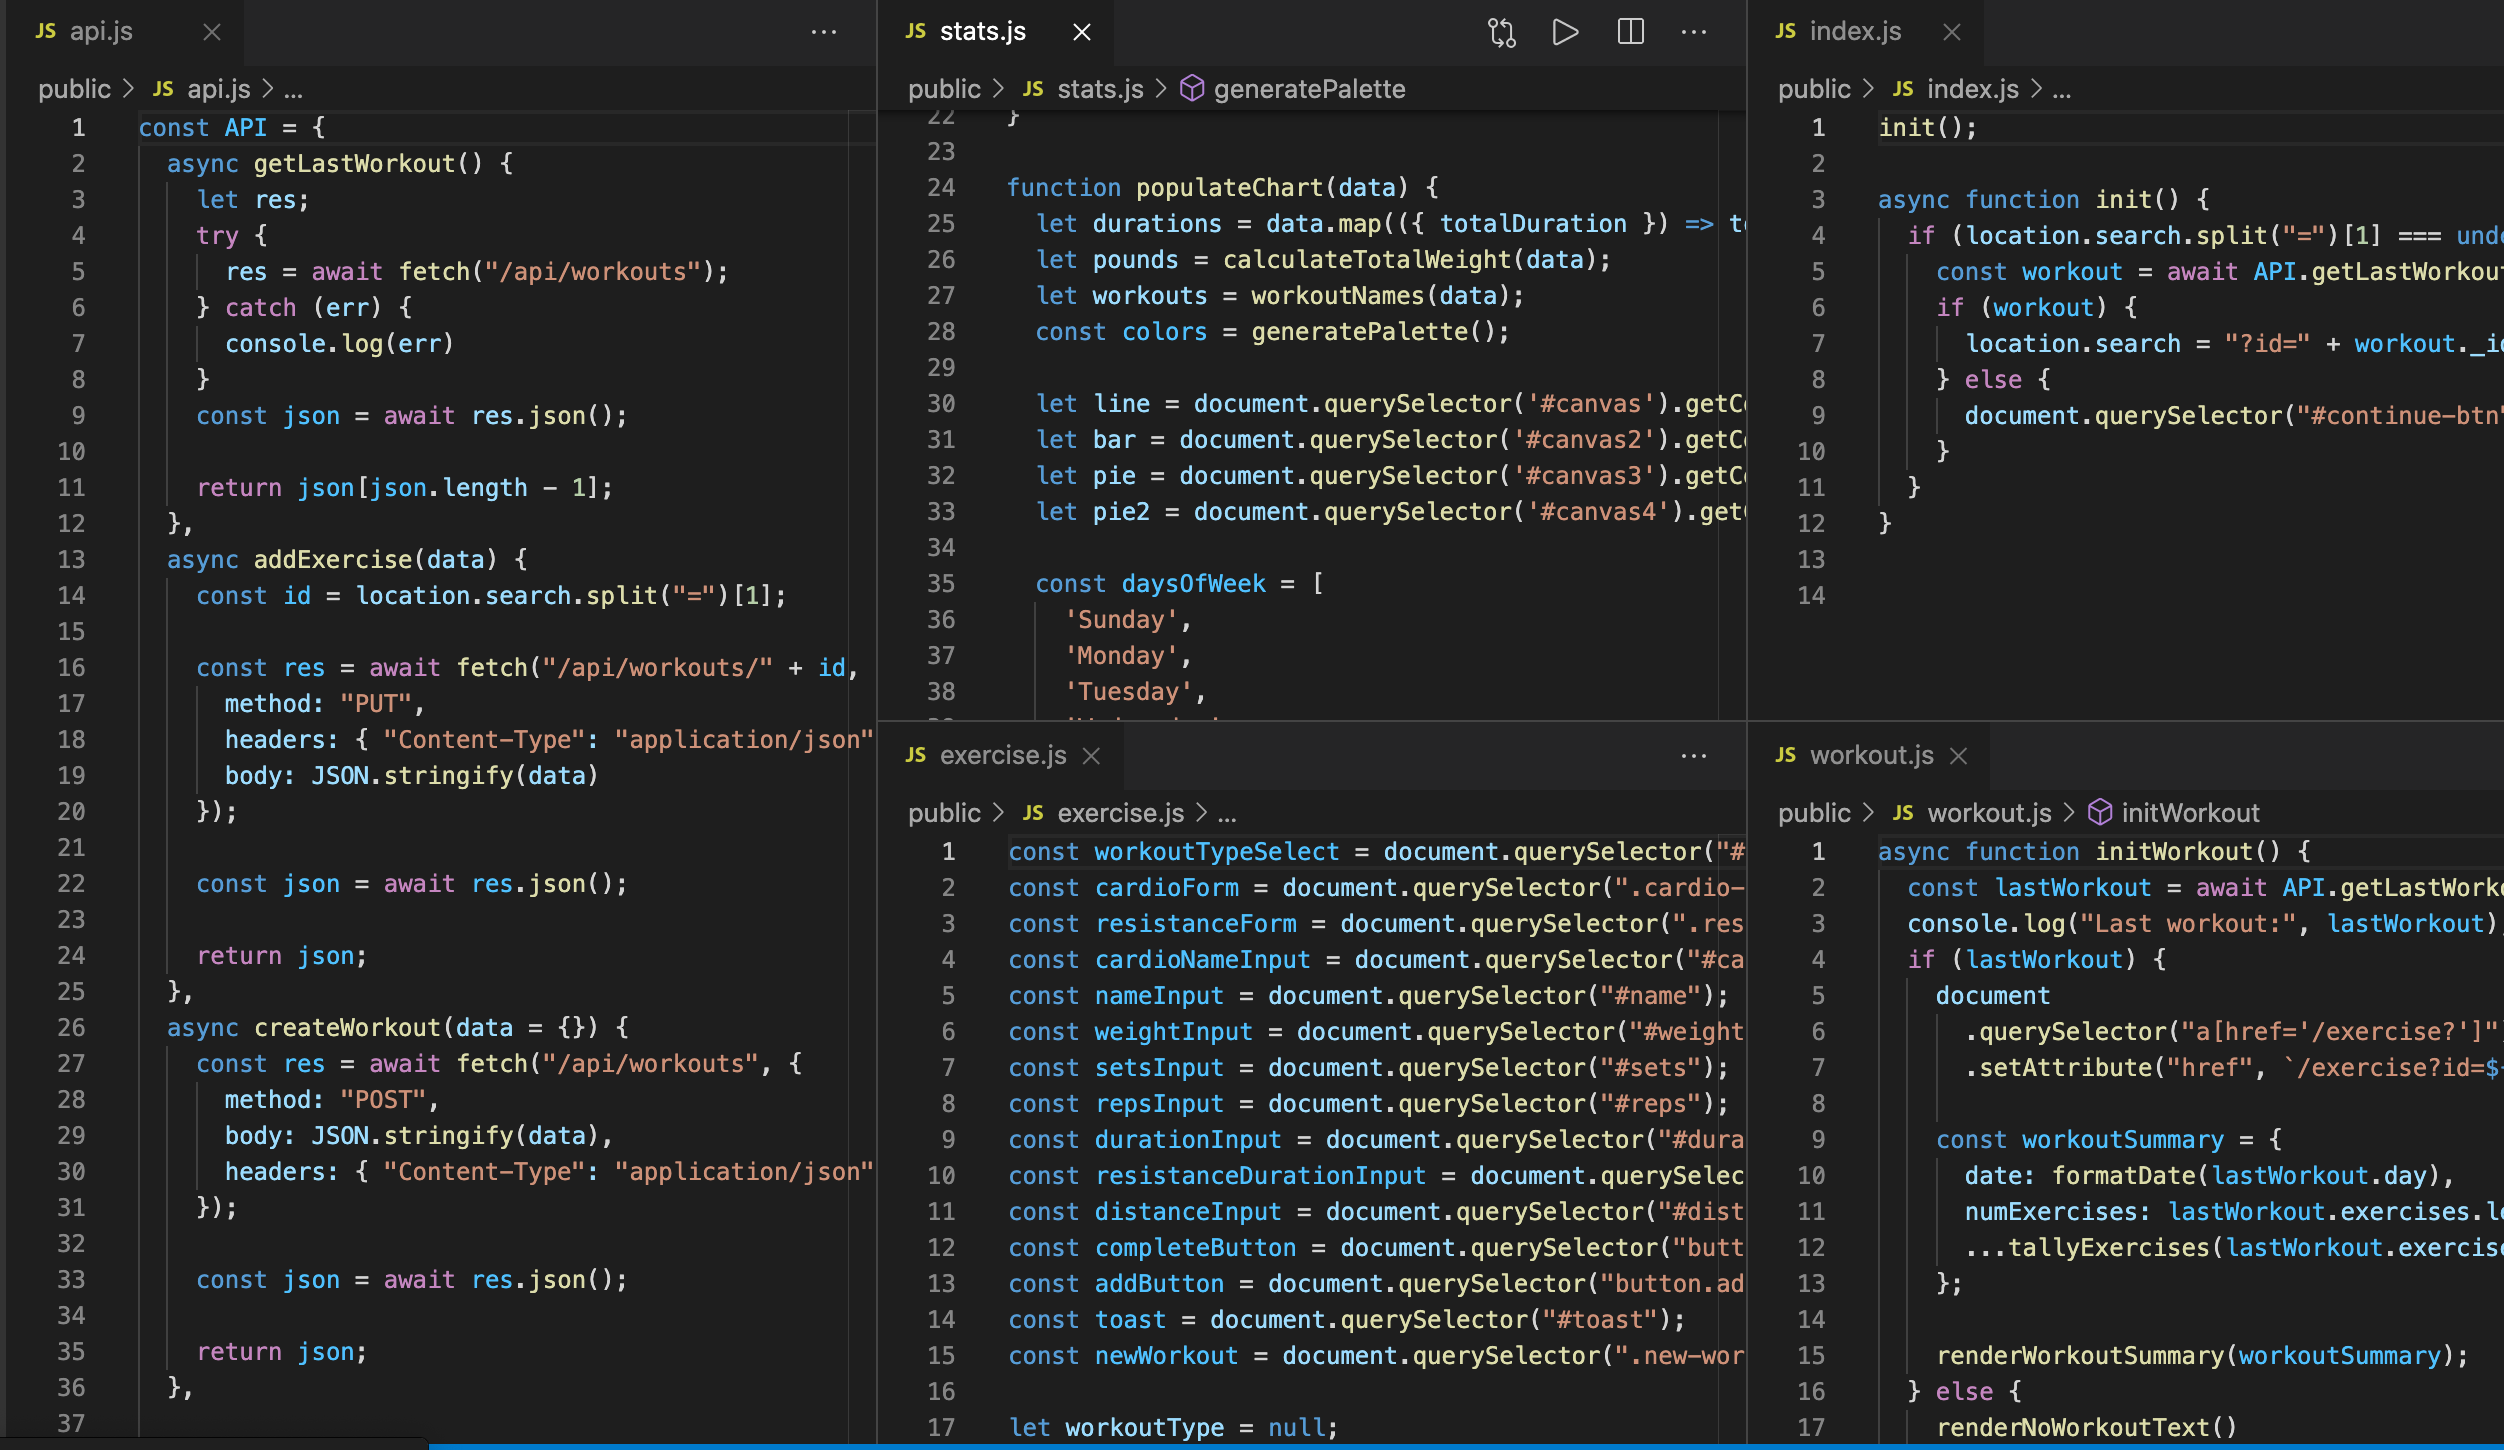 JS api.js
public > JS api.js > ...
1 const API = {
2 async getLastWorkout() {
3 let res;
4 try {
5 res = await fetch("/api/workouts");
6 } catch (err) {
7 console.log(err)
8 }
9 const json = await res.json();
10
11 return json[json.length - 1];
12 },
13 async addExercise(data) {
14 const id = location.search.split("=")[1];
15
16 const res = await fetch("/api/workouts/" + id,
17 method: "PUT",
18 headers: { "Content-Type": "application/json"
19 body: JSON.stringify(data)
20 });
21
22 const json = await res.json();
23
24 return json;
25 },
26 async createWorkout(data = {}) {
27 const res = await fetch("/api/workouts", {
28 method: "POST",
29 body: JSON.stringify(data),
30 headers: { "Content-Type": "application/json"
31 });
32
33 const json = await res.json();
34
35 return json;
36 },
37
JS stats.js
public > JS stats.js > generatePalette
22 }
23
24 function populateChart(data) {
25 let durations = data.map(({ totalDuration }) => t
26 let pounds = calculateTotalWeight(data);
27 let workouts = workoutNames(data);
28 const colors = generatePalette();
29
30 let line = document.querySelector('#canvas').getC
31 let bar = document.querySelector('#canvas2').getC
32 let pie = document.querySelector('#canvas3').getC
33 let pie2 = document.querySelector('#canvas4').get
34
35 const daysOfWeek = [
36 'Sunday',
37 'Monday',
38 'Tuesday',
JS exercise.js
public > JS exercise.js > ...
1 const workoutTypeSelect = document.querySelector("#
2 const cardioForm = document.querySelector(".cardio-
3 const resistanceForm = document.querySelector(".res
4 const cardioNameInput = document.querySelector("#ca
5 const nameInput = document.querySelector("#name");
6 const weightInput = document.querySelector("#weight
7 const setsInput = document.querySelector("#sets");
8 const repsInput = document.querySelector("#reps");
9 const durationInput = document.querySelector("#dura
10 const resistanceDurationInput = document.querySelec
11 const distanceInput = document.querySelector("#dist
12 const completeButton = document.querySelector("butt
13 const addButton = document.querySelector("button.ad
14 const toast = document.querySelector("#toast");
15 const newWorkout = document.querySelector(".new-wor
16
17 let workoutType = null;
JS index.js
public > JS index.js > ...
1 init();
2
3 async function init() {
4 if (location.search.split("=")[1] === unde
5 const workout = await API.getLastWorkou
6 if (workout) {
7 location.search = "?id=" + workout._i
8 } else {
9 document.querySelector("#continue-btn"
10 }
11 }
12 }
13
14
JS workout.js
public > JS workout.js > initWorkout
1 async function initWorkout() {
2 const lastWorkout = await API.getLastWork
3 console.log("Last workout:", lastWorkout)
4 if (lastWorkout) {
5 document
6 .querySelector("a[href='/exercise?']")
7 .setAttribute("href", `/exercise?id=$
8
9 const workoutSummary = {
10 date: formatDate(lastWorkout.day),
11 numExercises: lastWorkout.exercises.le
12 ...tallyExercises(lastWorkout.exercise
13 };
14
15 renderWorkoutSummary(workoutSummary);
16 } else {
17 renderNoWorkoutText()